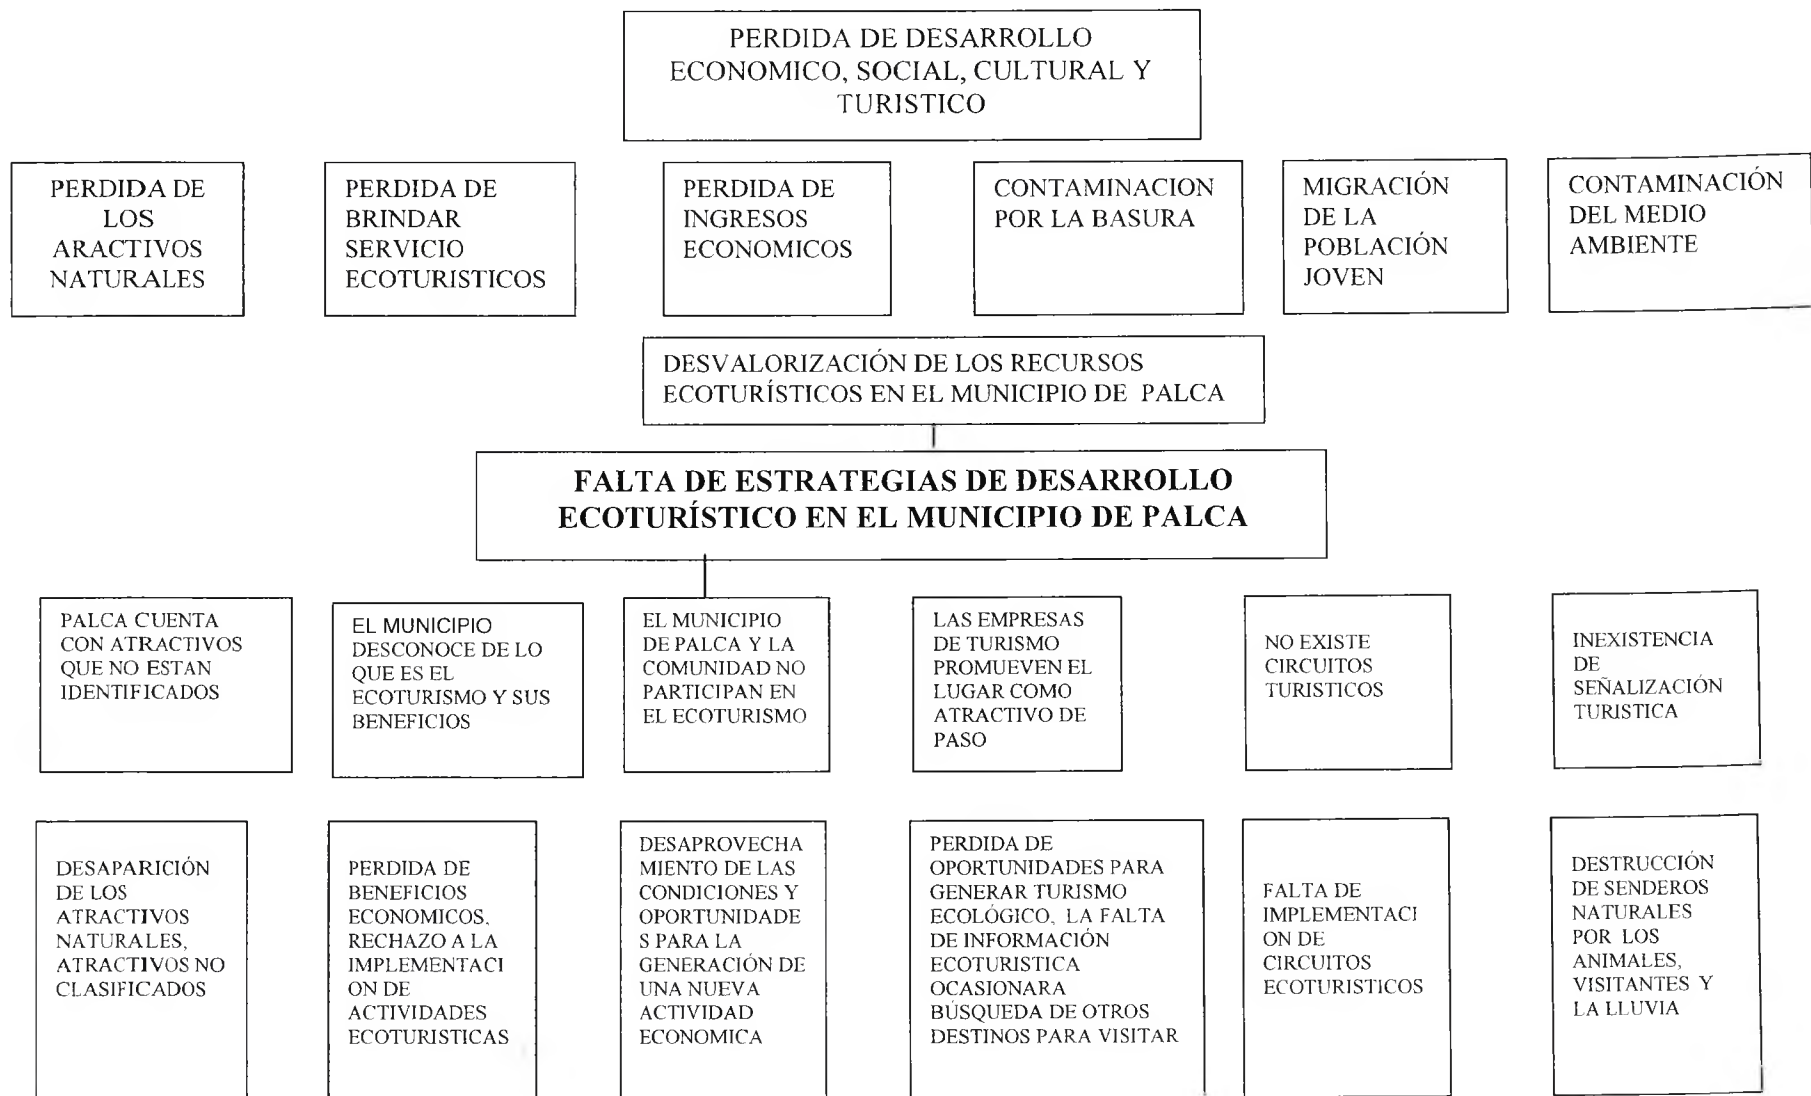 PERDIDA DE DESARROLLO
ECONOMICO, SOCIAL, CULTURAL Y
TURISTICO
PERDIDA DE
LOS
ARACTIVOS
NATURALES
PERDIDA DE
BRINDAR
SERVICIO
ECOTURISTICOS
PERDIDA DE
INGRESOS
ECONOMICOS
CONTAMINACION
POR LA BASURA
MIGRACIÓN
DE LA
POBLACIÓN
JOVEN
CONTAMINACIÓN
DEL MEDIO
AMBIENTE
DESVALORIZACIÓN DE LOS RECURSOS
ECOTURÍSTICOS EN EL MUNICIPIO DE PALCA
FALTA DE ESTRATEGIAS DE DESARROLLO
ECOTURÍSTICO EN EL MUNICIPIO DE PALCA
PALCA CUENTA
CON ATRACTIVOS
QUE NO ESTAN
IDENTIFICADOS
EL MUNICIPIO
DESCONOCE DE LO
QUE ES EL
ECOTURISMO Y SUS
BENEFICIOS
EL MUNICIPIO
DE PALCA Y LA
COMUNIDAD NO
PARTICIPAN EN
EL ECOTURISMO
LAS EMPRESAS
DE TURISMO
PROMUEVEN EL
LUGAR COMO
ATRACTIVO DE
PASO
NO EXISTE
CIRCUITOS
TURISTICOS
INEXISTENCIA
DE
SEÑALIZACIÓN
TURISTICA
DESAPARICIÓN
DE LOS
ATRACTIVOS
NATURALES,
ATRACTIVOS NO
CLASIFICADOS
PERDIDA DE
BENEFICIOS
ECONOMICOS,
RECHAZO A LA
IMPLEMENTACI
ON DE
ACTIVIDADES
ECOTURISTICAS
DESAPROVECHA
MIENTO DE LAS
CONDICIONES Y
OPORTUNIDADE
S PARA LA
GENERACIÓN DE
UNA NUEVA
ACTIVIDAD
ECONOMICA
PERDIDA DE
OPORTUNIDADES PARA
GENERAR TURISMO
ECOLÓGICO, LA FALTA
DE INFORMACIÓN
ECOTURISTICA
OCASIONARA
BÚSQUEDA DE OTROS
DESTINOS PARA VISITAR
FALTA DE
IMPLEMENTACI
ON DE
CIRCUITOS
ECOTURISTICOS
DESTRUCCIÓN
DE SENDEROS
NATURALES
POR LOS
ANIMALES,
VISITANTES Y
LA LLUVIA